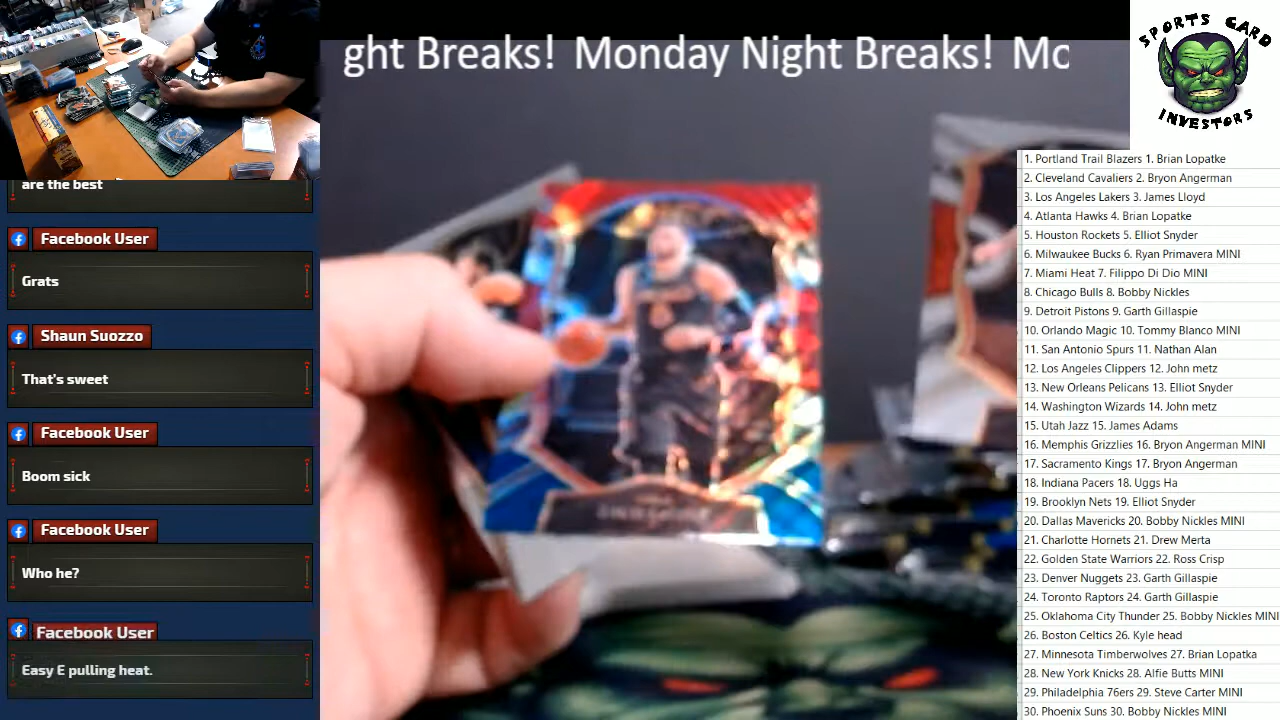 ght Breaks! Monday Night Breaks! Mo
SPORTS CARD
INVESTORS
are the best
Facebook User
Grats
Shaun Suozzo
That's sweet
Facebook User
Boom sick
Facebook User
Who he?
Facebook User
Easy E pulling heat.
1. Portland Trail Blazers 1. Brian Lopatke
2. Cleveland Cavaliers 2. Bryon Angerman
3. Los Angeles Lakers 3. James Lloyd
4. Atlanta Hawks 4. Brian Lopatke
5. Houston Rockets 5. Elliot Snyder
6. Milwaukee Bucks 6. Ryan Primavera MINI
7. Miami Heat 7. Filippo Di Dio MINI
8. Chicago Bulls 8. Bobby Nickles
9. Detroit Pistons 9. Garth Gillaspie
10. Orlando Magic 10. Tommy Blanco MINI
11. San Antonio Spurs 11. Nathan Alan
12. Los Angeles Clippers 12. John metz
13. New Orleans Pelicans 13. Elliot Snyder
14. Washington Wizards 14. John metz
15. Utah Jazz 15. James Adams
16. Memphis Grizzlies 16. Bryon Angerman MINI
17. Sacramento Kings 17. Bryon Angerman
18. Indiana Pacers 18. Uggs Ha
19. Brooklyn Nets 19. Elliot Snyder
20. Dallas Mavericks 20. Bobby Nickles MINI
21. Charlotte Hornets 21. Drew Merta
22. Golden State Warriors 22. Ross Crisp
23. Denver Nuggets 23. Garth Gillaspie
24. Toronto Raptors 24. Garth Gillaspie
25. Oklahoma City Thunder 25. Bobby Nickles MINI
26. Boston Celtics 26. Kyle head
27. Minnesota Timberwolves 27. Brian Lopatka
28. New York Knicks 28. Alfie Butts MINI
29. Philadelphia 76ers 29. Steve Carter MINI
30. Phoenix Suns 30. Bobby Nickles MINI